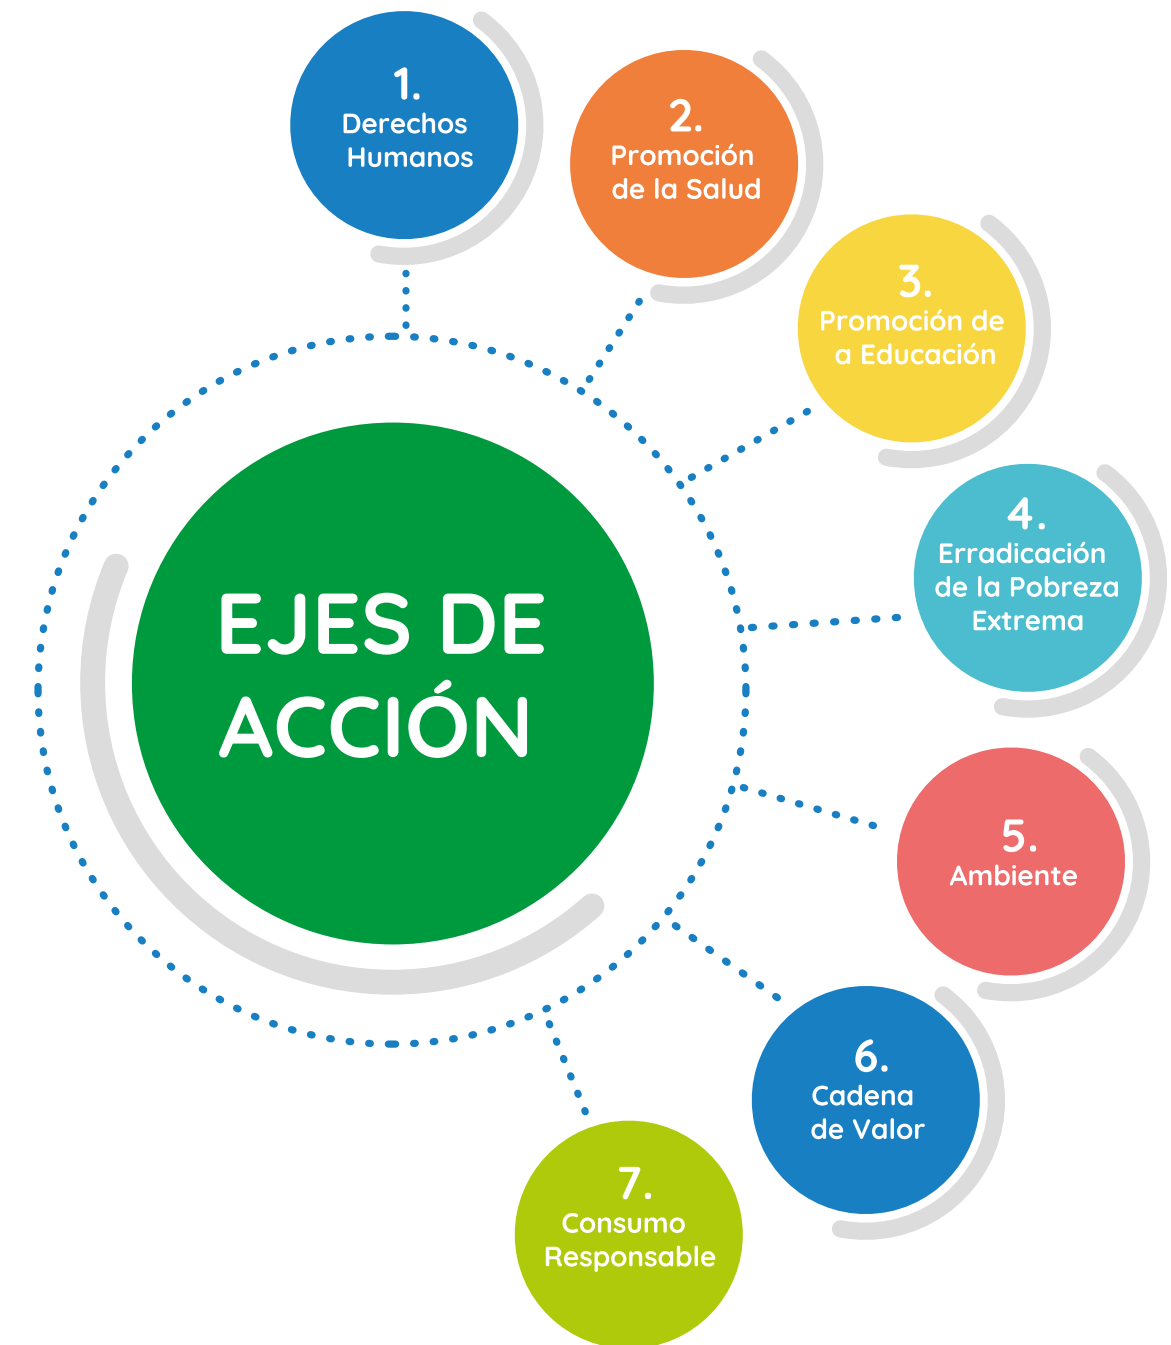 EJES DE
ACCIÓN
1.
Derechos
Humanos
2.
Promoción
de la Salud
3.
Promoción de
a Educación
4.
Erradicación
de la Pobreza
Extrema
5.
Ambiente
6.
Cadena
de Valor
7.
Consumo
Responsable